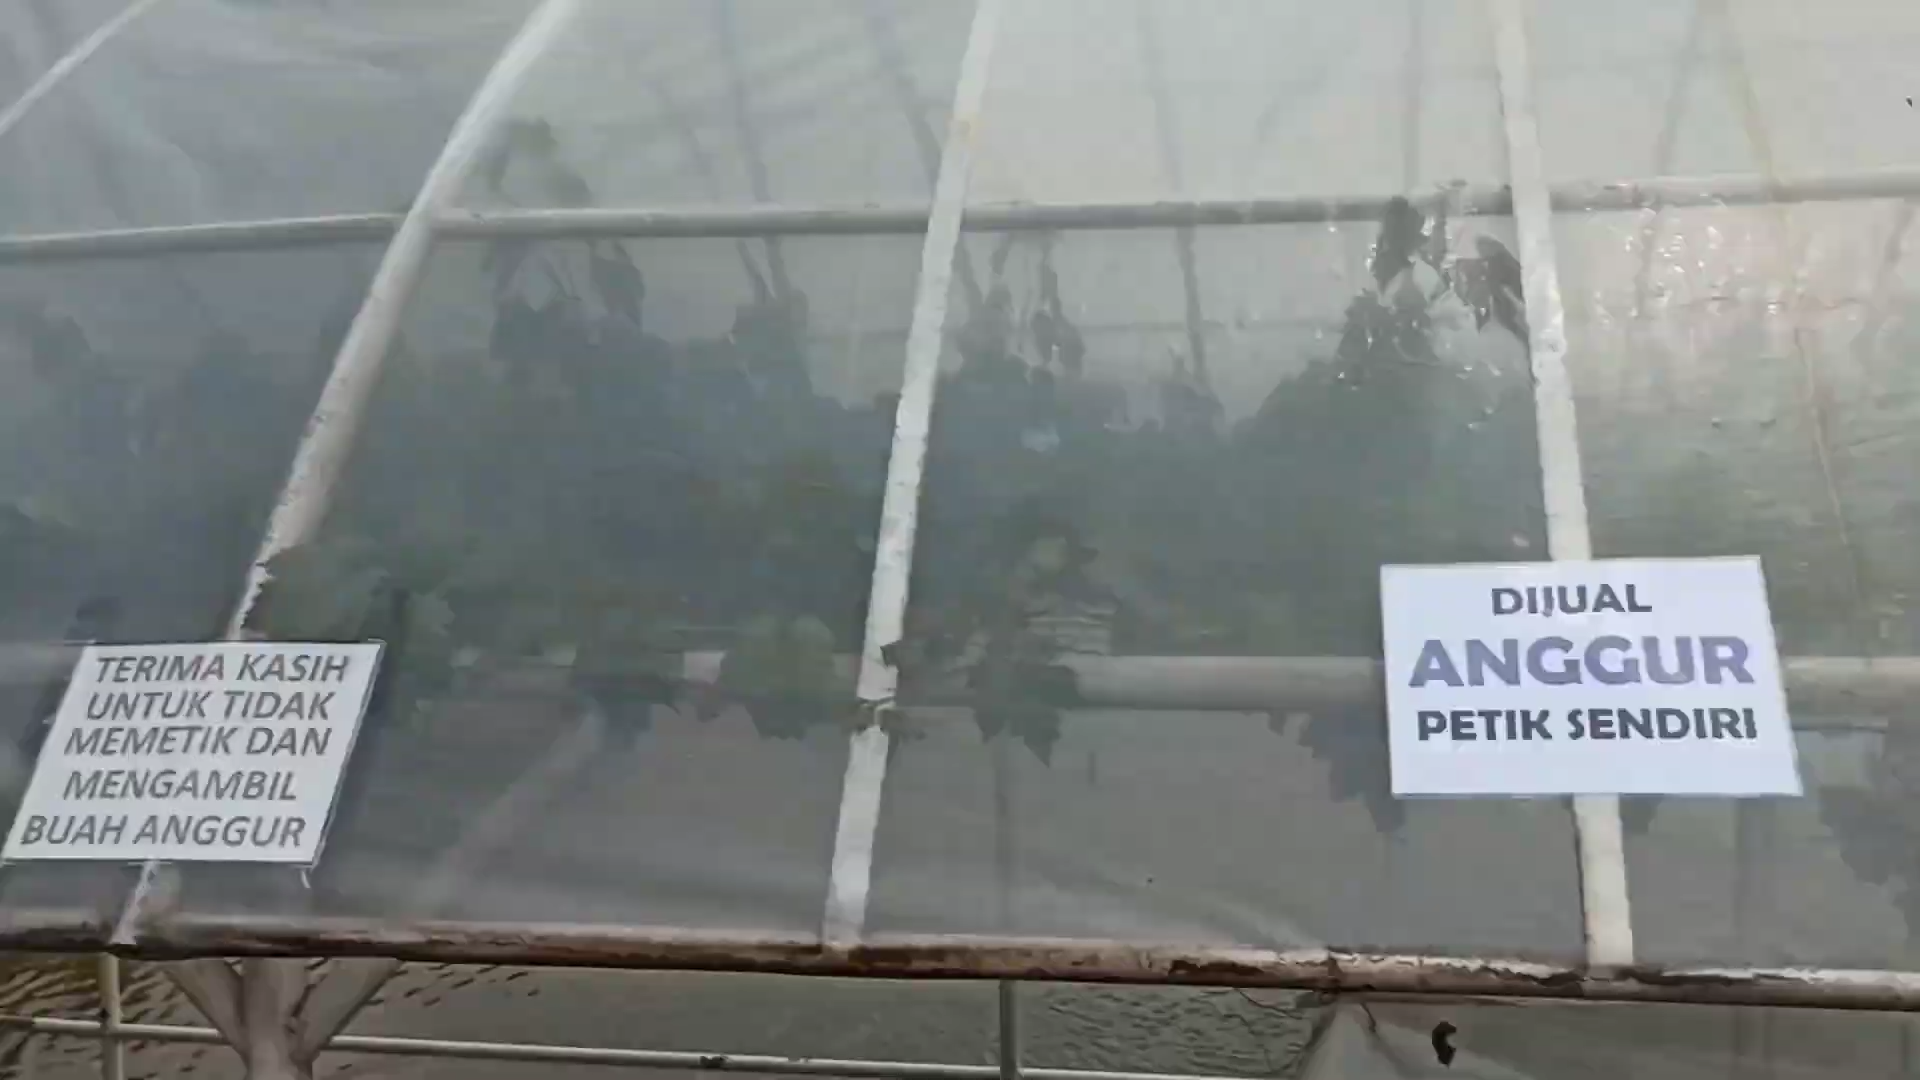 TERIMA KASIH
UNTUK TIDAK
MEMETIK DAN
MENGAMBIL
BUAH ANGGUR
DIJUAL
ANGGUR
PETIK SENDIRI